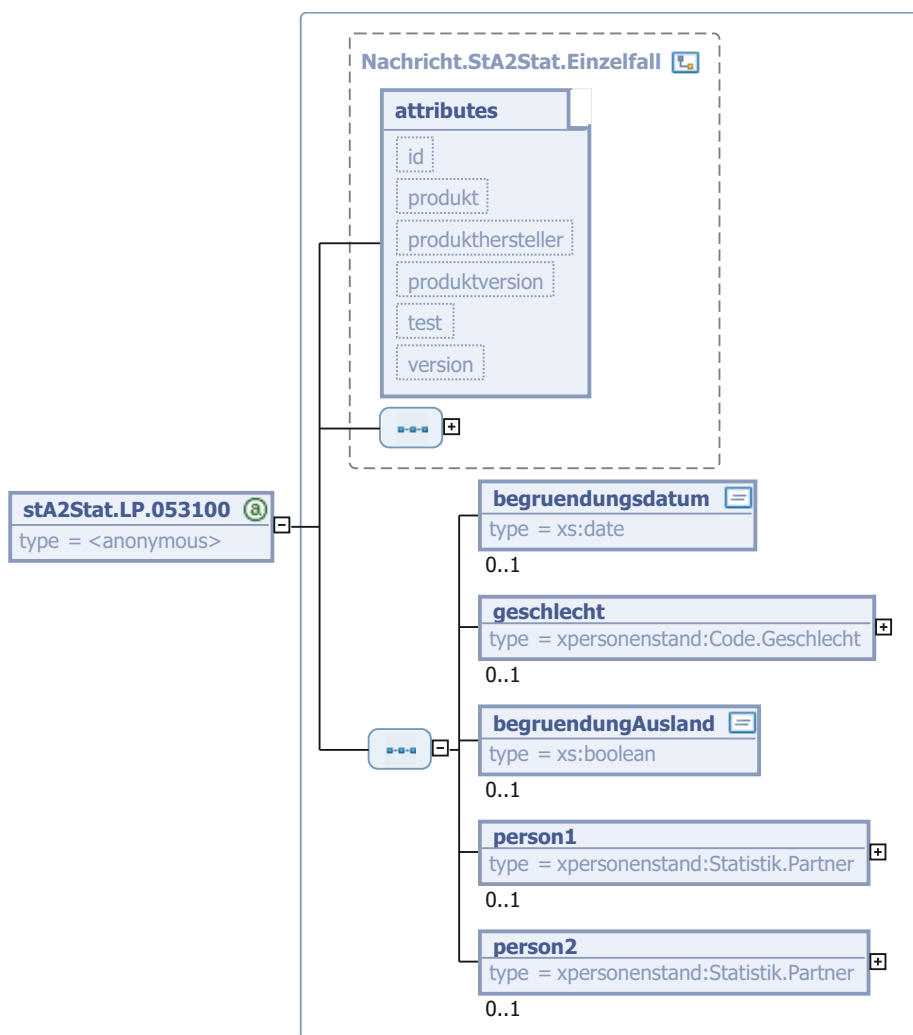 Nachricht.StA2Stat.Einzelfall
attributes
id
produkt
produkthersteller
produktversion
test
version
stA2Stat.LP.053100
type = <anonymous>
begruendungsdatum
type = xs:date
0..1
geschlecht
type = xpersonenstand:Code.Geschlecht
0..1
begruendungAusland
type = xs:boolean
0..1
person1
type = xpersonenstand:Statistik.Partner
0..1
person2
type = xpersonenstand:Statistik.Partner
0..1